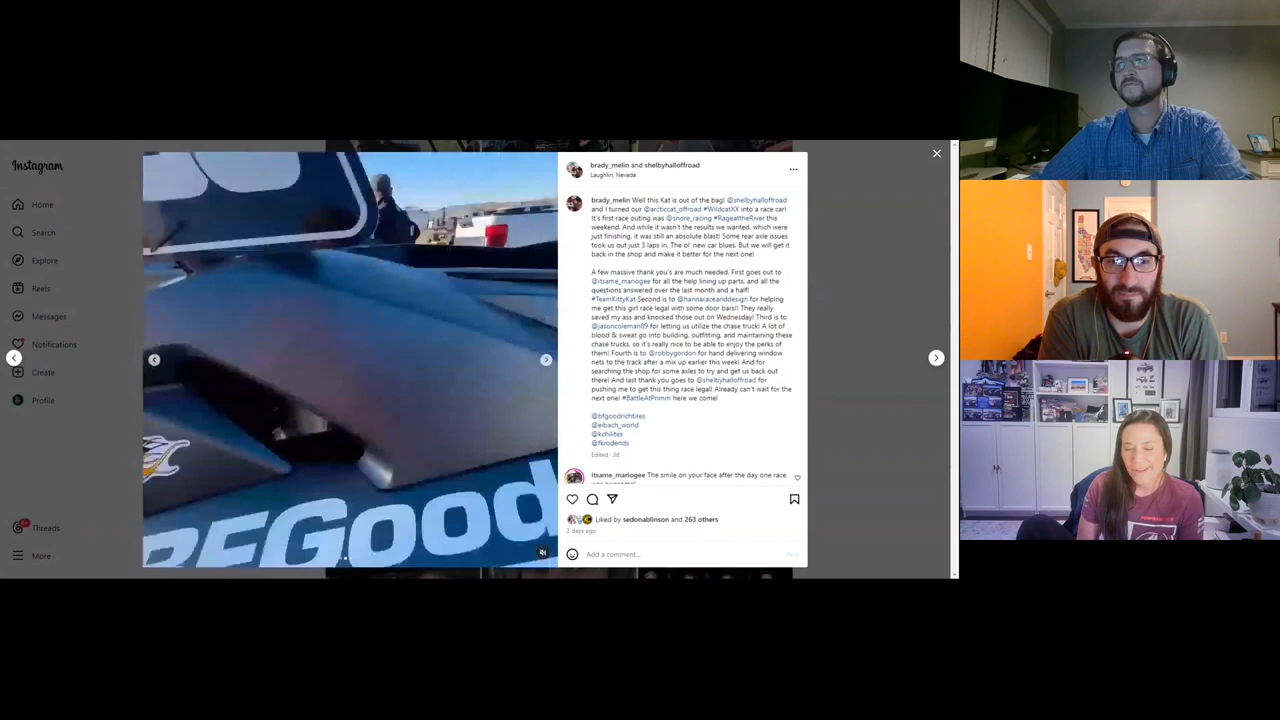 Instagram
Home
Search
Explore
Reels
Messages
Notifications
Create
Profile
Threads
More
BFGood
brady_melin and shelbyhalloffroad
Laughlin, Nevada
brady_melin Well this Kat is out of the bag! @shelbyhalloffroad
and I turned our @arcticcat_offroad #WildcatXX into a race car!
It's first race outing was @snore_racing #RageattheRiver this
weekend. And while it wasn't the results we wanted, which were
just finishing, it was still an absolute blast! Some rear axle issues
took us out just 3 laps in. The ol' new car blues. But we will get it
back in the shop and make it better for the next one!
A few massive thank you's are much needed. First goes out to
@itsame_mariogee for all the help lining up parts, and all the
questions answered over the last month and a half!
#TeamKittyKat Second is to @hannaraceanddesign for helping
me get this girl race legal with some door bars!! They really
saved my ass and knocked those out on Wednesday! Third is to
@jasoncoleman89 for letting us utilize the chase truck! A lot of
blood & sweat go into building, outfitting, and maintaining these
chase trucks, so it's really nice to be able to enjoy the perks of
them! Fourth is to @robbygordon for hand delivering window
nets to the track after a mix up earlier this week! And for
searching the shop for some axles to try and get us back out
there! And last thank you goes to @shelbyhalloffroad for
pushing me to get this thing race legal! Already can't wait for the
next one! #BattleAtPrimm here we come!
@bfgoodrichtires
@eibach_world
@kchilites
@fkrodends
Edited · 3d
itsame_mariogee The smile on your face after the day one race
was awesome!
Liked by sedonablinson and 263 others
3 days ago
Add a comment...
Post